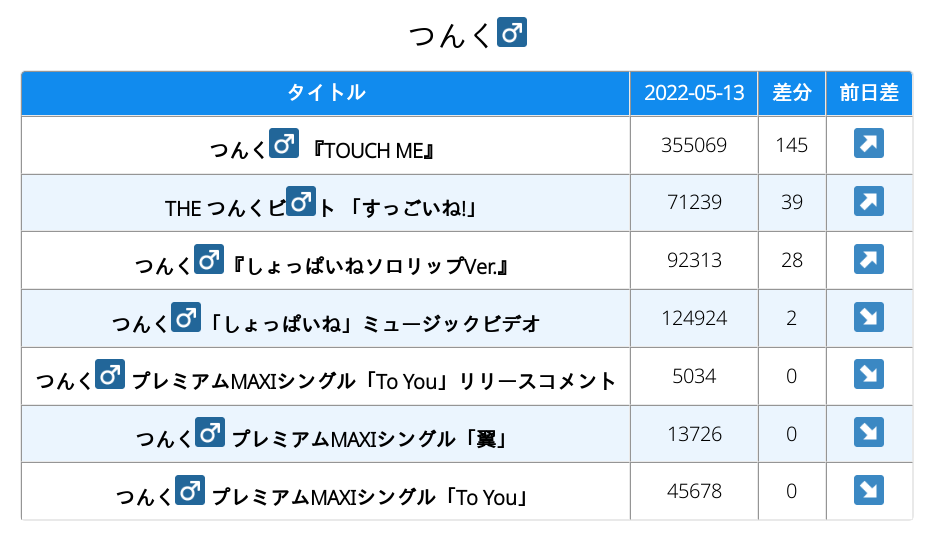 つんく♂
タイトル 2022-05-13 差分 前日差
つんく♂ 『TOUCH ME』 355069 145 ↗
THE つんくビ♂ト 「すっごいね!」 71239 39 ↗
つんく♂『しょっぱいねソロリップVer.』 92313 28 ↗
つんく♂「しょっぱいね」ミュージックビデオ 124924 2 ↘
つんく♂ プレミアムMAXIシングル「To You」リリースコメント 5034 0 ↘
つんく♂ プレミアムMAXIシングル「翼」 13726 0 ↘
つんく♂ プレミアムMAXIシングル「To You」 45678 0 ↘